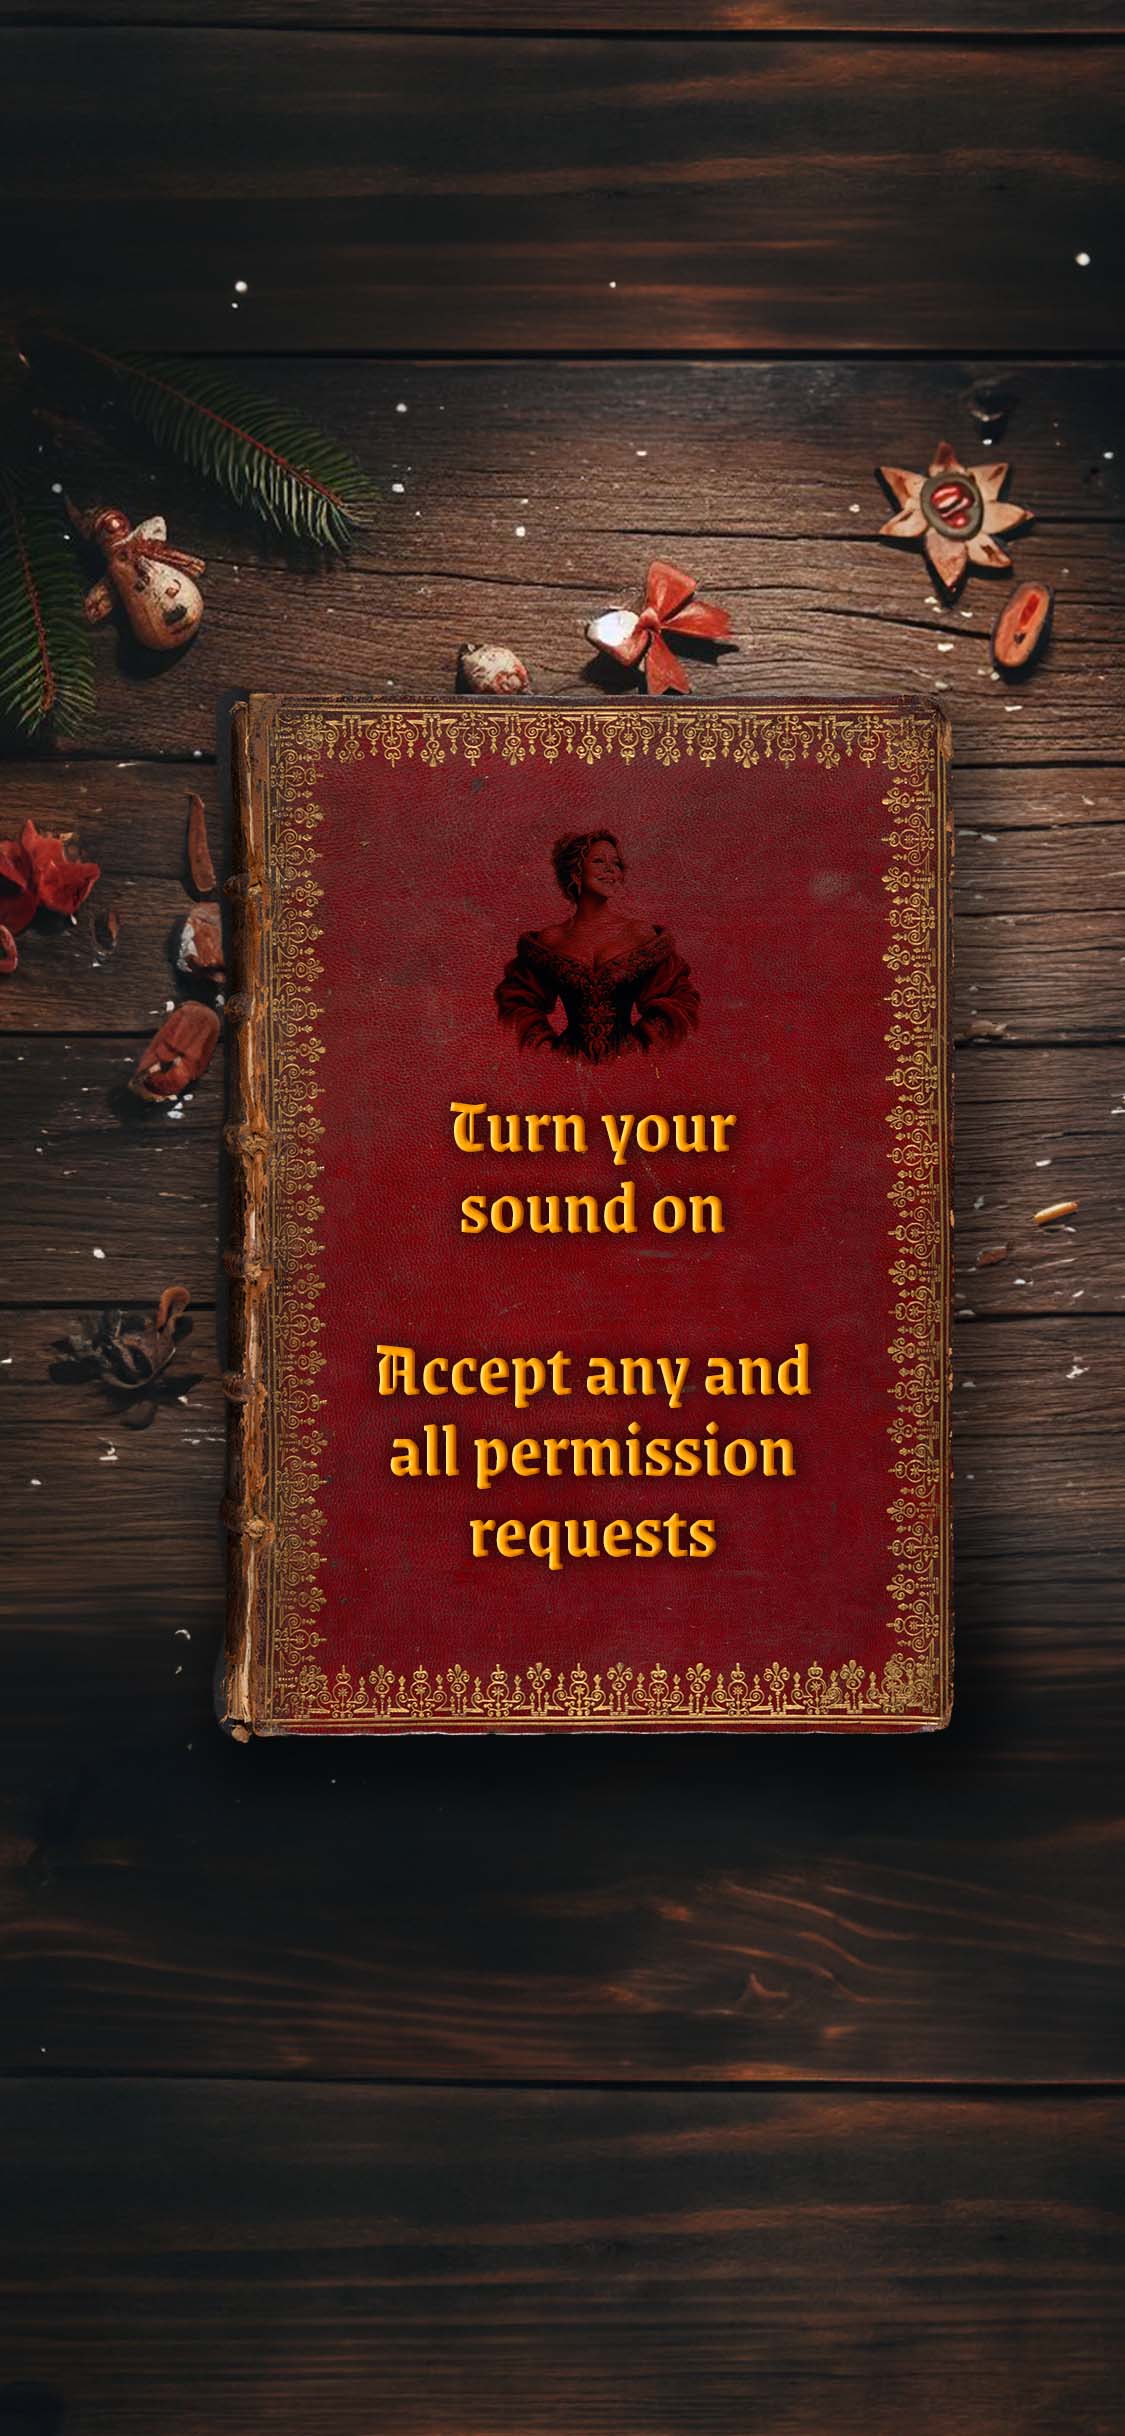 Turn your
sound on
Accept any and
all permission
requests